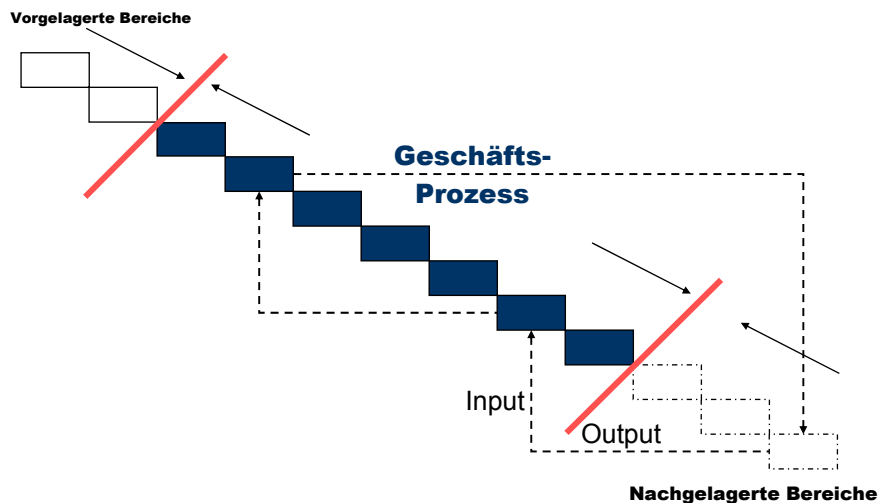 Vorgelagerte Bereiche
Geschäfts-
Prozess
Input
Output
Nachgelagerte Bereiche